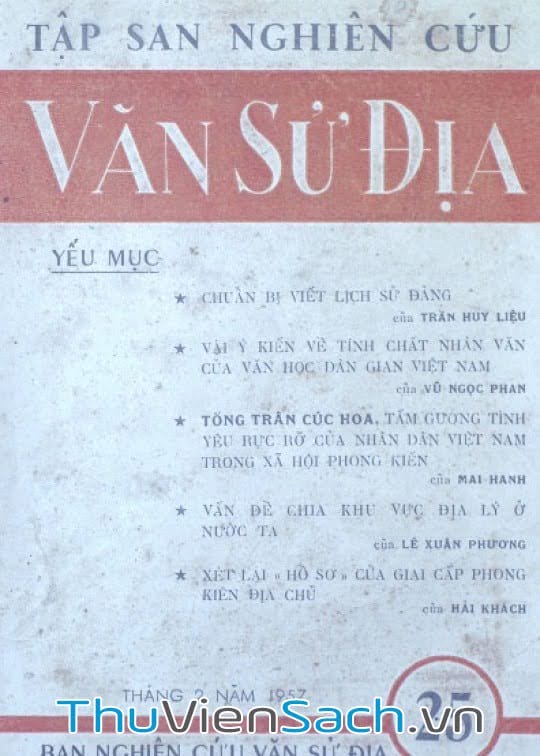 TẬP SAN NGHIÊN CỨU
VĂN SỬ ĐỊA
YẾU MỤC
★ CHUẨN BỊ VIẾT LỊCH SỬ ĐẢNG
của TRẦN HUY LIỆU
★ VÀI Ý KIẾN VỀ TÍNH CHẤT NHÂN VĂN
CỦA VĂN HỌC DÂN GIAN VIỆT NAM
của VŨ NGỌC PHAN
★ TỐNG TRÂN CÚC HOA, TẤM GƯƠNG TÌNH
YÊU RỰC RỠ CỦA NHÂN DÂN VIỆT NAM
TRONG XÃ HỘI PHONG KIẾN
của MAI HANH
★ VẤN ĐỀ CHIA KHU VỰC ĐỊA LÝ Ở
NƯỚC TA
của LÊ XUÂN PHƯƠNG
★ XÉT LẠI « HỒ SƠ » CỦA GIAI CẤP PHONG
KIẾN ĐỊA CHỦ
của HẢI KHÁCH
THÁNG 2 NĂM 1957
25
ThuVienSach.vn
BAN NGHIÊN CỨU VĂN SỬ ĐỊA